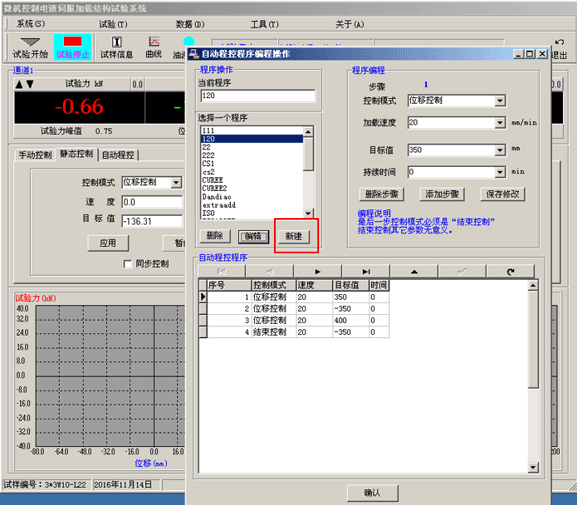 微机控制电液伺服加载结构试验系统
系统(S) 试验(T) 数据(D) 工具(T) 关于(A)
试验开始 试验停止 试样信息 曲线
通道1
试验力 kN 0.0
-0.66
试验力峰值 0.75
手动控制 静态控制 自动程控
控制模式 位移控制
速 度 0.0
目 标 值 -136.31
应用
同步控制
试验力(kN)
40.0
32.0
24.0
16.0
8.0
0.0
-8.0
-16.0
-24.0
-32.0
-40.0
-80.0 -64.0 -48.0 -32.0 -16.0 0.0
位移(mm)
试样编号：3*3W10-L22 2016年11月14日
自动程控程序编程操作
程序操作
当前程序
120
选择一个程序
111
120
22
222
CS1
cs2
CUREE
CUREE2
Dandiao
extraadd
ISO
删除 编辑 新建
程序编程
步骤 1
控制模式 位移控制
加载速度 20 mm/min
目标值 350 mm
持续时间 0 min
删除步骤 添加步骤 保存修改
编程说明
最后一步控制模式必须是“结束控制”
结束控制其它参数无意义。
自动程控程序
序号 控制模式 速度 目标值 时间
1 位移控制 20 350 0
2 位移控制 20 -350 0
3 位移控制 20 400 0
4 结束控制 20 -350 0
确认